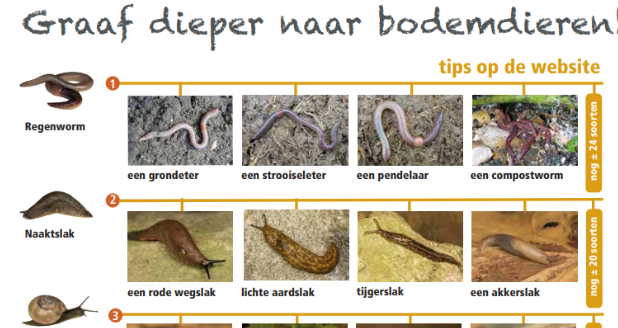 Graaf dieper naar bodemdieren!
tips op de website
1
Regenworm
een grondeter
een strooiseleter
een pendelaar
een compostworm
nog ± 24 soorten
2
Naaktslak
een rode wegslak
lichte aardslak
tijgerslak
een akkerslak
nog ± 20 soorten
3